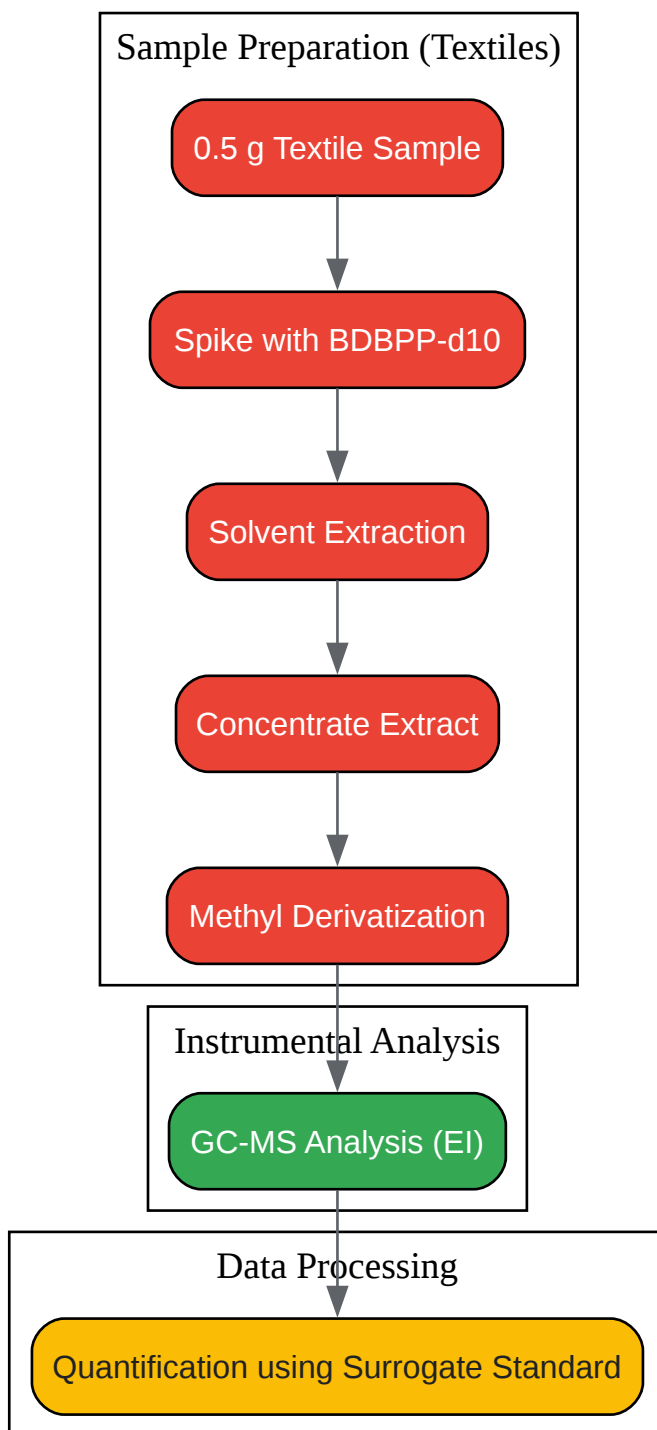 Sample Preparation (Textiles)
0.5 g Textile Sample
Spike with BDBPP-d10
Solvent Extraction
Concentrate Extract
Methyl Derivatization
Instrumental Analysis
GC-MS Analysis (EI)
Data Processing
Quantification using Surrogate Standard